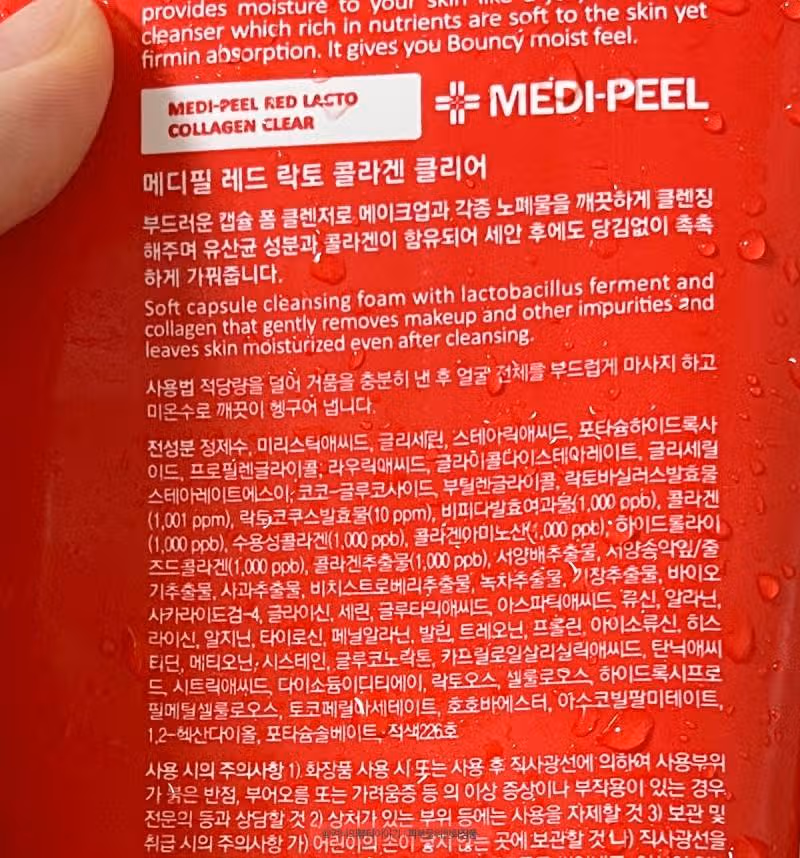 provides moisture to your skin
cleanser which rich in nutrients are soft to the skin yet
firmin absorption. It gives you Bouncy moist feel.
MEDI-PEEL RED LACTO
COLLAGEN CLEAR
MEDI-PEEL
메디필 레드 락토 콜라겐 클리어
부드러운 캡슐 폼 클렌저로 메이크업과 각종 노폐물을 깨끗하게 클렌징
해주며 유산균 성분과 콜라겐이 함유되어 세안 후에도 당김없이 촉촉
하게 가꿔줍니다.
Soft capsule cleansing foam with lactobacillus ferment and
collagen that gently removes makeup and other impurities and
leaves skin moisturized even after cleansing.
사용법 적당량을 덜어 거품을 충분히 낸 후 얼굴 전체를 부드럽게 마사지 하고
미온수로 깨끗이 헹구어 냅니다.
전성분 정제수, 미리스틱애씨드, 글리세린, 스테아릭애씨드, 포타슘하이드록사
이드, 프로필렌글라이콜, 라우릭애씨드, 글라이콜다이스테아레이트, 글리세릴
스테아레이트에스이, 코코-글루코사이드, 부틸렌글라이콜, 락토바실러스발효물
(1,001 ppm), 락토코쿠스발효물(10 ppm), 비피다발효여과물(1,000 ppb), 콜라겐
(1,000 ppb), 수용성콜라겐(1,000 ppb), 콜라겐아미노산(1,000 ppb), 하이드롤라이
즈드콜라겐(1,000 ppb), 콜라겐추출물(1,000 ppb), 서양배추출물, 서양송악잎/줄
기추출물, 사과추출물, 비치스트로베리추출물, 녹차추출물, 기장추출물, 바이오
사카라이드검-4, 글라이신, 세린, 글루타믹애씨드, 아스파틱애씨드, 류신, 알라닌,
라이신, 알지닌, 타이로신, 페닐알라닌, 발린, 트레오닌, 프롤린, 아이소류신, 히스
티딘, 메티오닌, 시스테인, 글루코노락토, 카프릴로일살리실릭애씨드, 탄닉애씨
드, 시트릭애씨드, 다이소듐이디티에이, 락토오스, 셀룰로오스, 하이드록시프로
필메틸셀룰로오스, 토코페릴아세테이트, 호호바에스터, 아스코빌팔미테이트,
1,2-헥산다이올, 포타슘솔베이트, 적색226호
사용 시의 주의사항 1) 화장품 사용 시 또는 사용 후 직사광선에 의하여 사용부위
가 붉은 반점, 부어오름 또는 가려움증 등의 이상 증상이나 부작용이 있는 경우
전문의 등과 상담할 것 2) 상처가 있는 부위 등에는 사용을 자제할 것 3) 보관 및
취급 시의 주의사항 가) 어린이의 손이 닿지 않는 곳에 보관할 것 나) 직사광선을